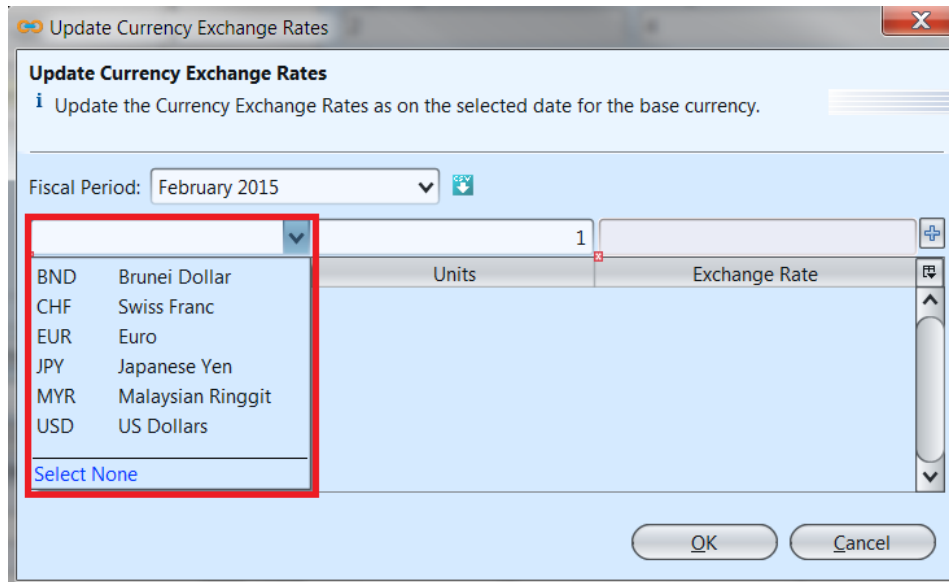 Update Currency Exchange Rates
Update Currency Exchange Rates
i Update the Currency Exchange Rates as on the selected date for the base currency.
Fiscal Period: February 2015
CSV
1
Units Exchange Rate
BND Brunei Dollar
CHF Swiss Franc
EUR Euro
JPY Japanese Yen
MYR Malaysian Ringgit
USD US Dollars
Select None
OK Cancel